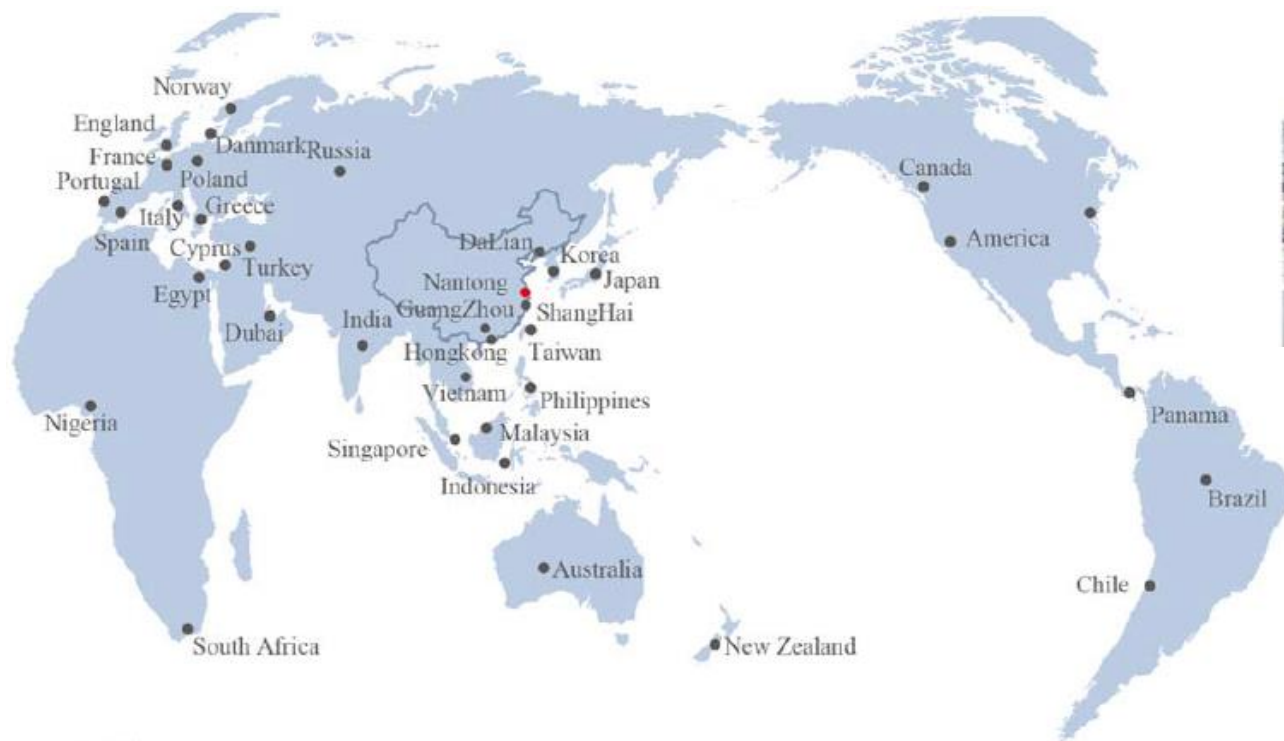 Norway
England
Danmark
Russia
France
Poland
Portugal
Canada
Italy
Greece
Spain
Cyprus
America
DaLian
Korea
Turkey
Japan
Nantong
Egypt
GuangZhou
ShangHai
India
Dubai
Hongkong
Taiwan
Vietnam
Philippines
Panama
Nigeria
Malaysia
Singapore
Indonesia
Brazil
Australia
Chile
South Africa
New Zealand